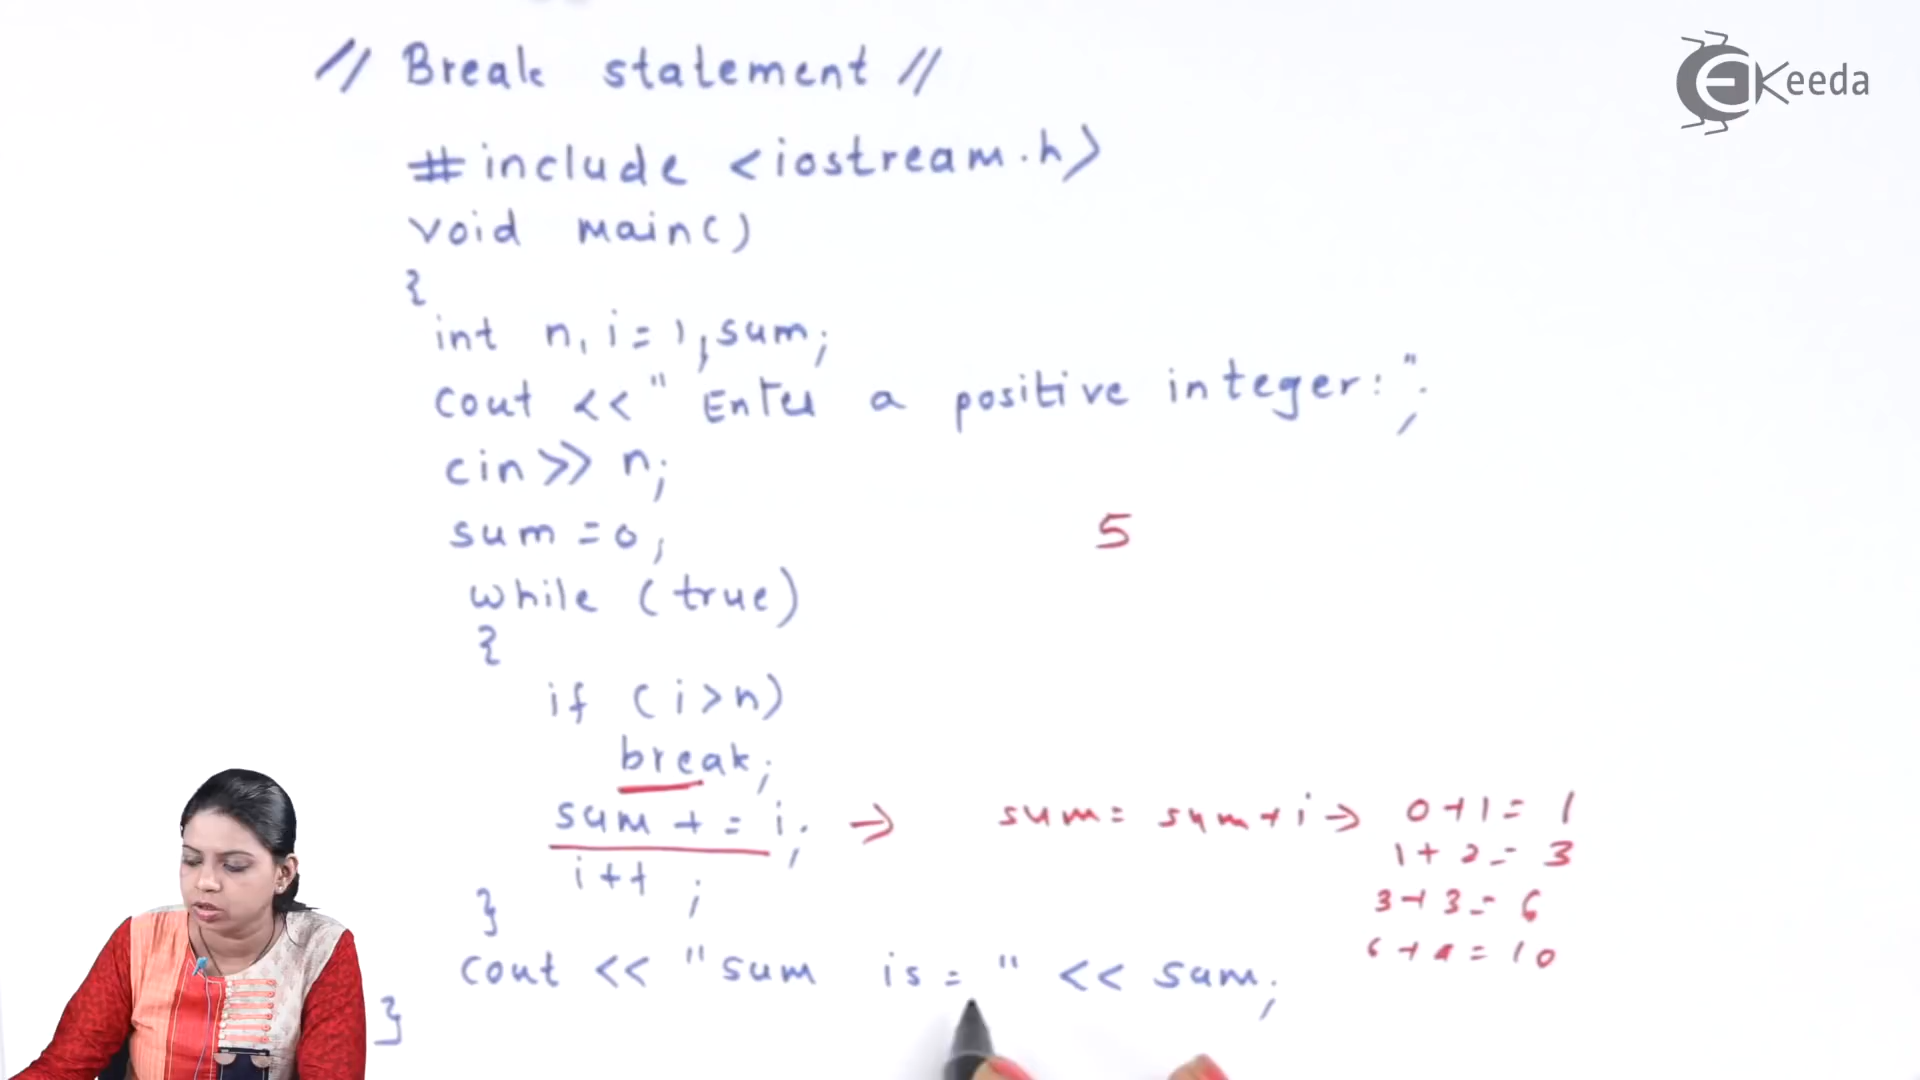 // Break statement //
EKeeda
#include <iostream.h>
void main()
{
int n, i=1, sum;
cout << "Enter a positive integer: ";
cin >> n;
sum = 0;
5
while (true)
{
if (i>n)
break;
sum += i; → sum = sum + i → 0+1 = 1
1+2 = 3
i++;
3+3 = 6
}
6+4 = 10
cout << "sum is = " << sum;
}